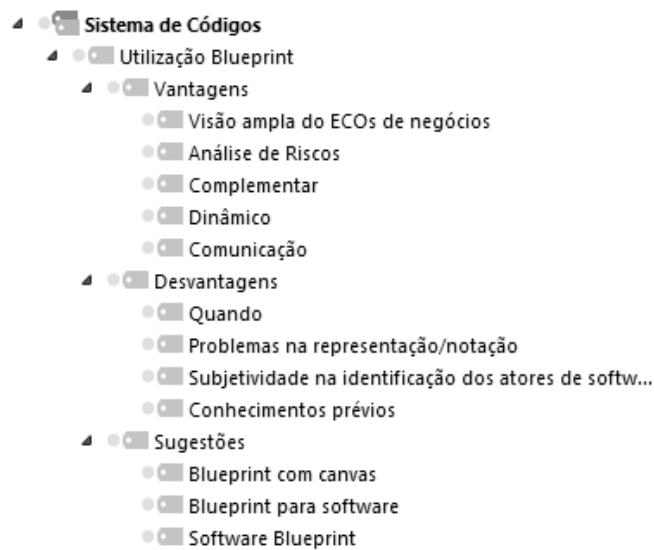 Sistema de Códigos
Utilização Blueprint
Vantagens
Visão ampla do ECOs de negócios
Análise de Riscos
Complementar
Dinâmico
Comunicação
Desvantagens
Quando
Problemas na representação/notação
Subjetividade na identificação dos atores de softw...
Conhecimentos prévios
Sugestões
Blueprint com canvas
Blueprint para software
Software Blueprint